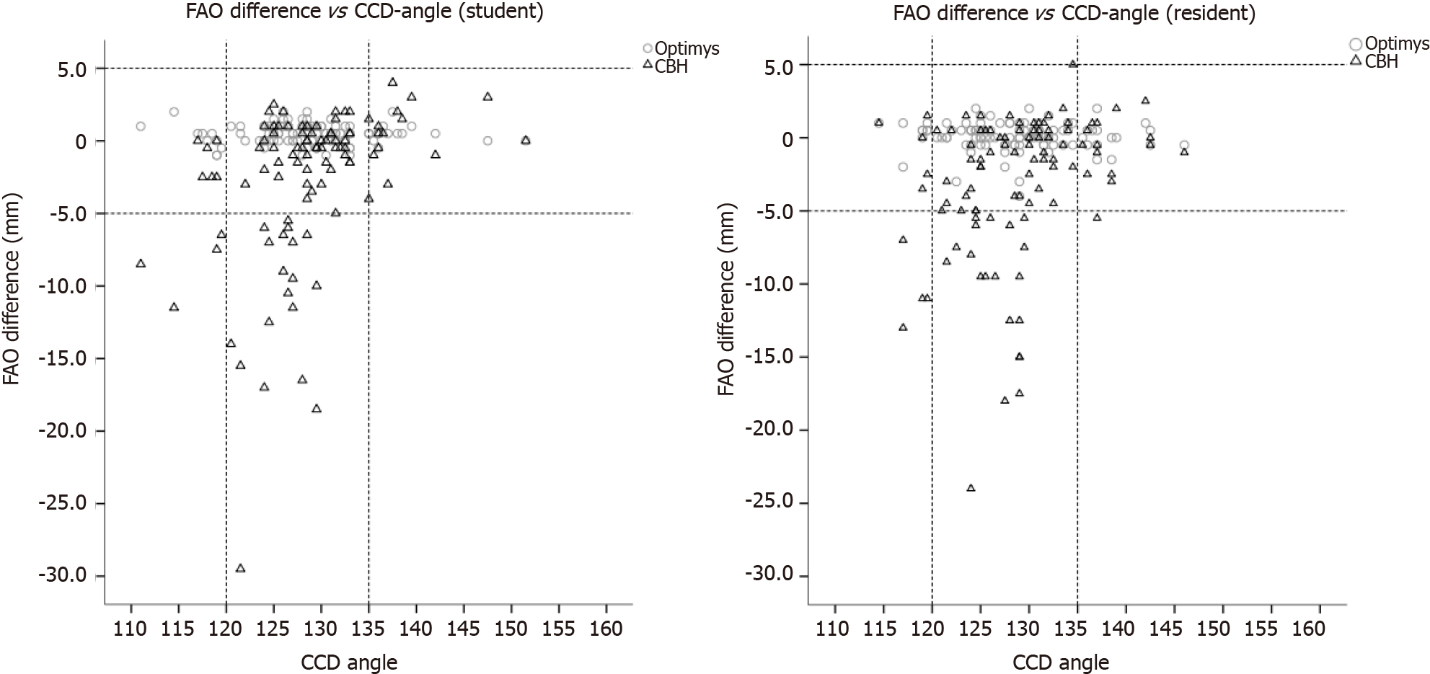 FAO difference vs CCD-angle (student)
Optimys
CBH
5.0
0
-5.0
-10.0
-15.0
-20.0
-25.0
-30.0
FAO difference (mm)
110 115 120 125 130 135 140 145 150 155 160
CCD angle
FAO difference vs CCD-angle (resident)
Optimys
CBH
5.0
0
-5.0
-10.0
-15.0
-20.0
-25.0
-30.0
FAO difference (mm)
110 115 120 125 130 135 140 145 150 155 160
CCD angle